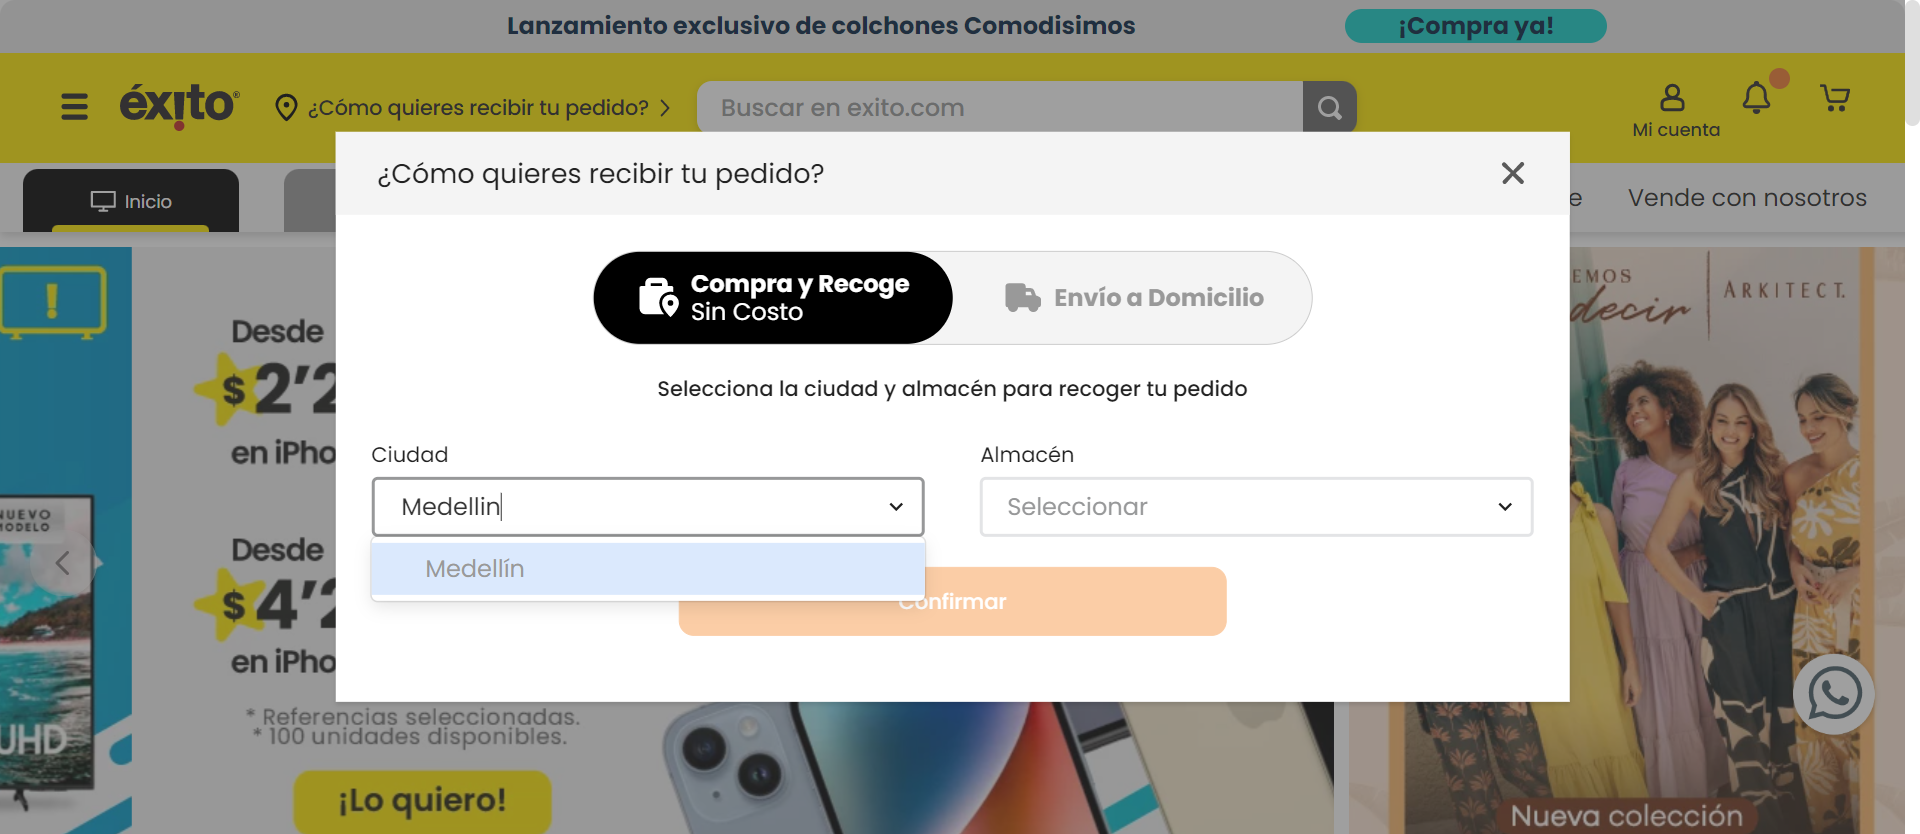 Lanzamiento exclusivo de colchones Comodisimos
¡Compra ya!
éxito
¿Cómo quieres recibir tu pedido?
Buscar en exito.com
Mi cuenta
Inicio
Vende con nosotros
¿Cómo quieres recibir tu pedido?
Compra y Recoge
Sin Costo
Envío a Domicilio
Selecciona la ciudad y almacén para recoger tu pedido
Ciudad
Almacén
Medellin
Seleccionar
Medellín
Confirmar
Desde
$2'2
en iPho
Desde
$4'2
en iPho
* Referencias seleccionadas.
* 100 unidades disponibles.
¡Lo quiero!
NUEVO
MODELO
UHD
EMOS
decir
ARKITECT.
Nueva colección